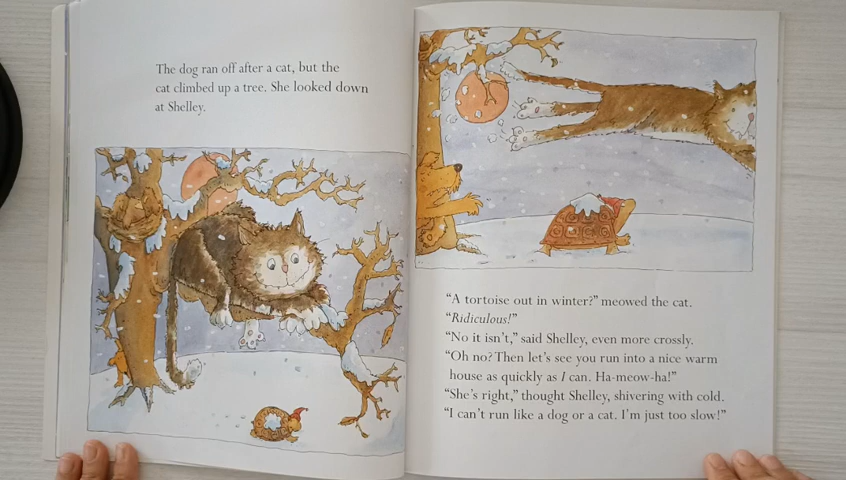 The dog ran off after a cat, but the
cat climbed up a tree. She looked down
at Shelley.
“A tortoise out in winter?” meowed the cat.
“Ridiculous!”
“No it isn’t,” said Shelley, even more crossly.
“Oh no? Then let’s see you run into a nice warm
house as quickly as I can. Ha-meow-ha!”
“She’s right,” thought Shelley, shivering with cold.
“I can’t run like a dog or a cat. I’m just too slow!”